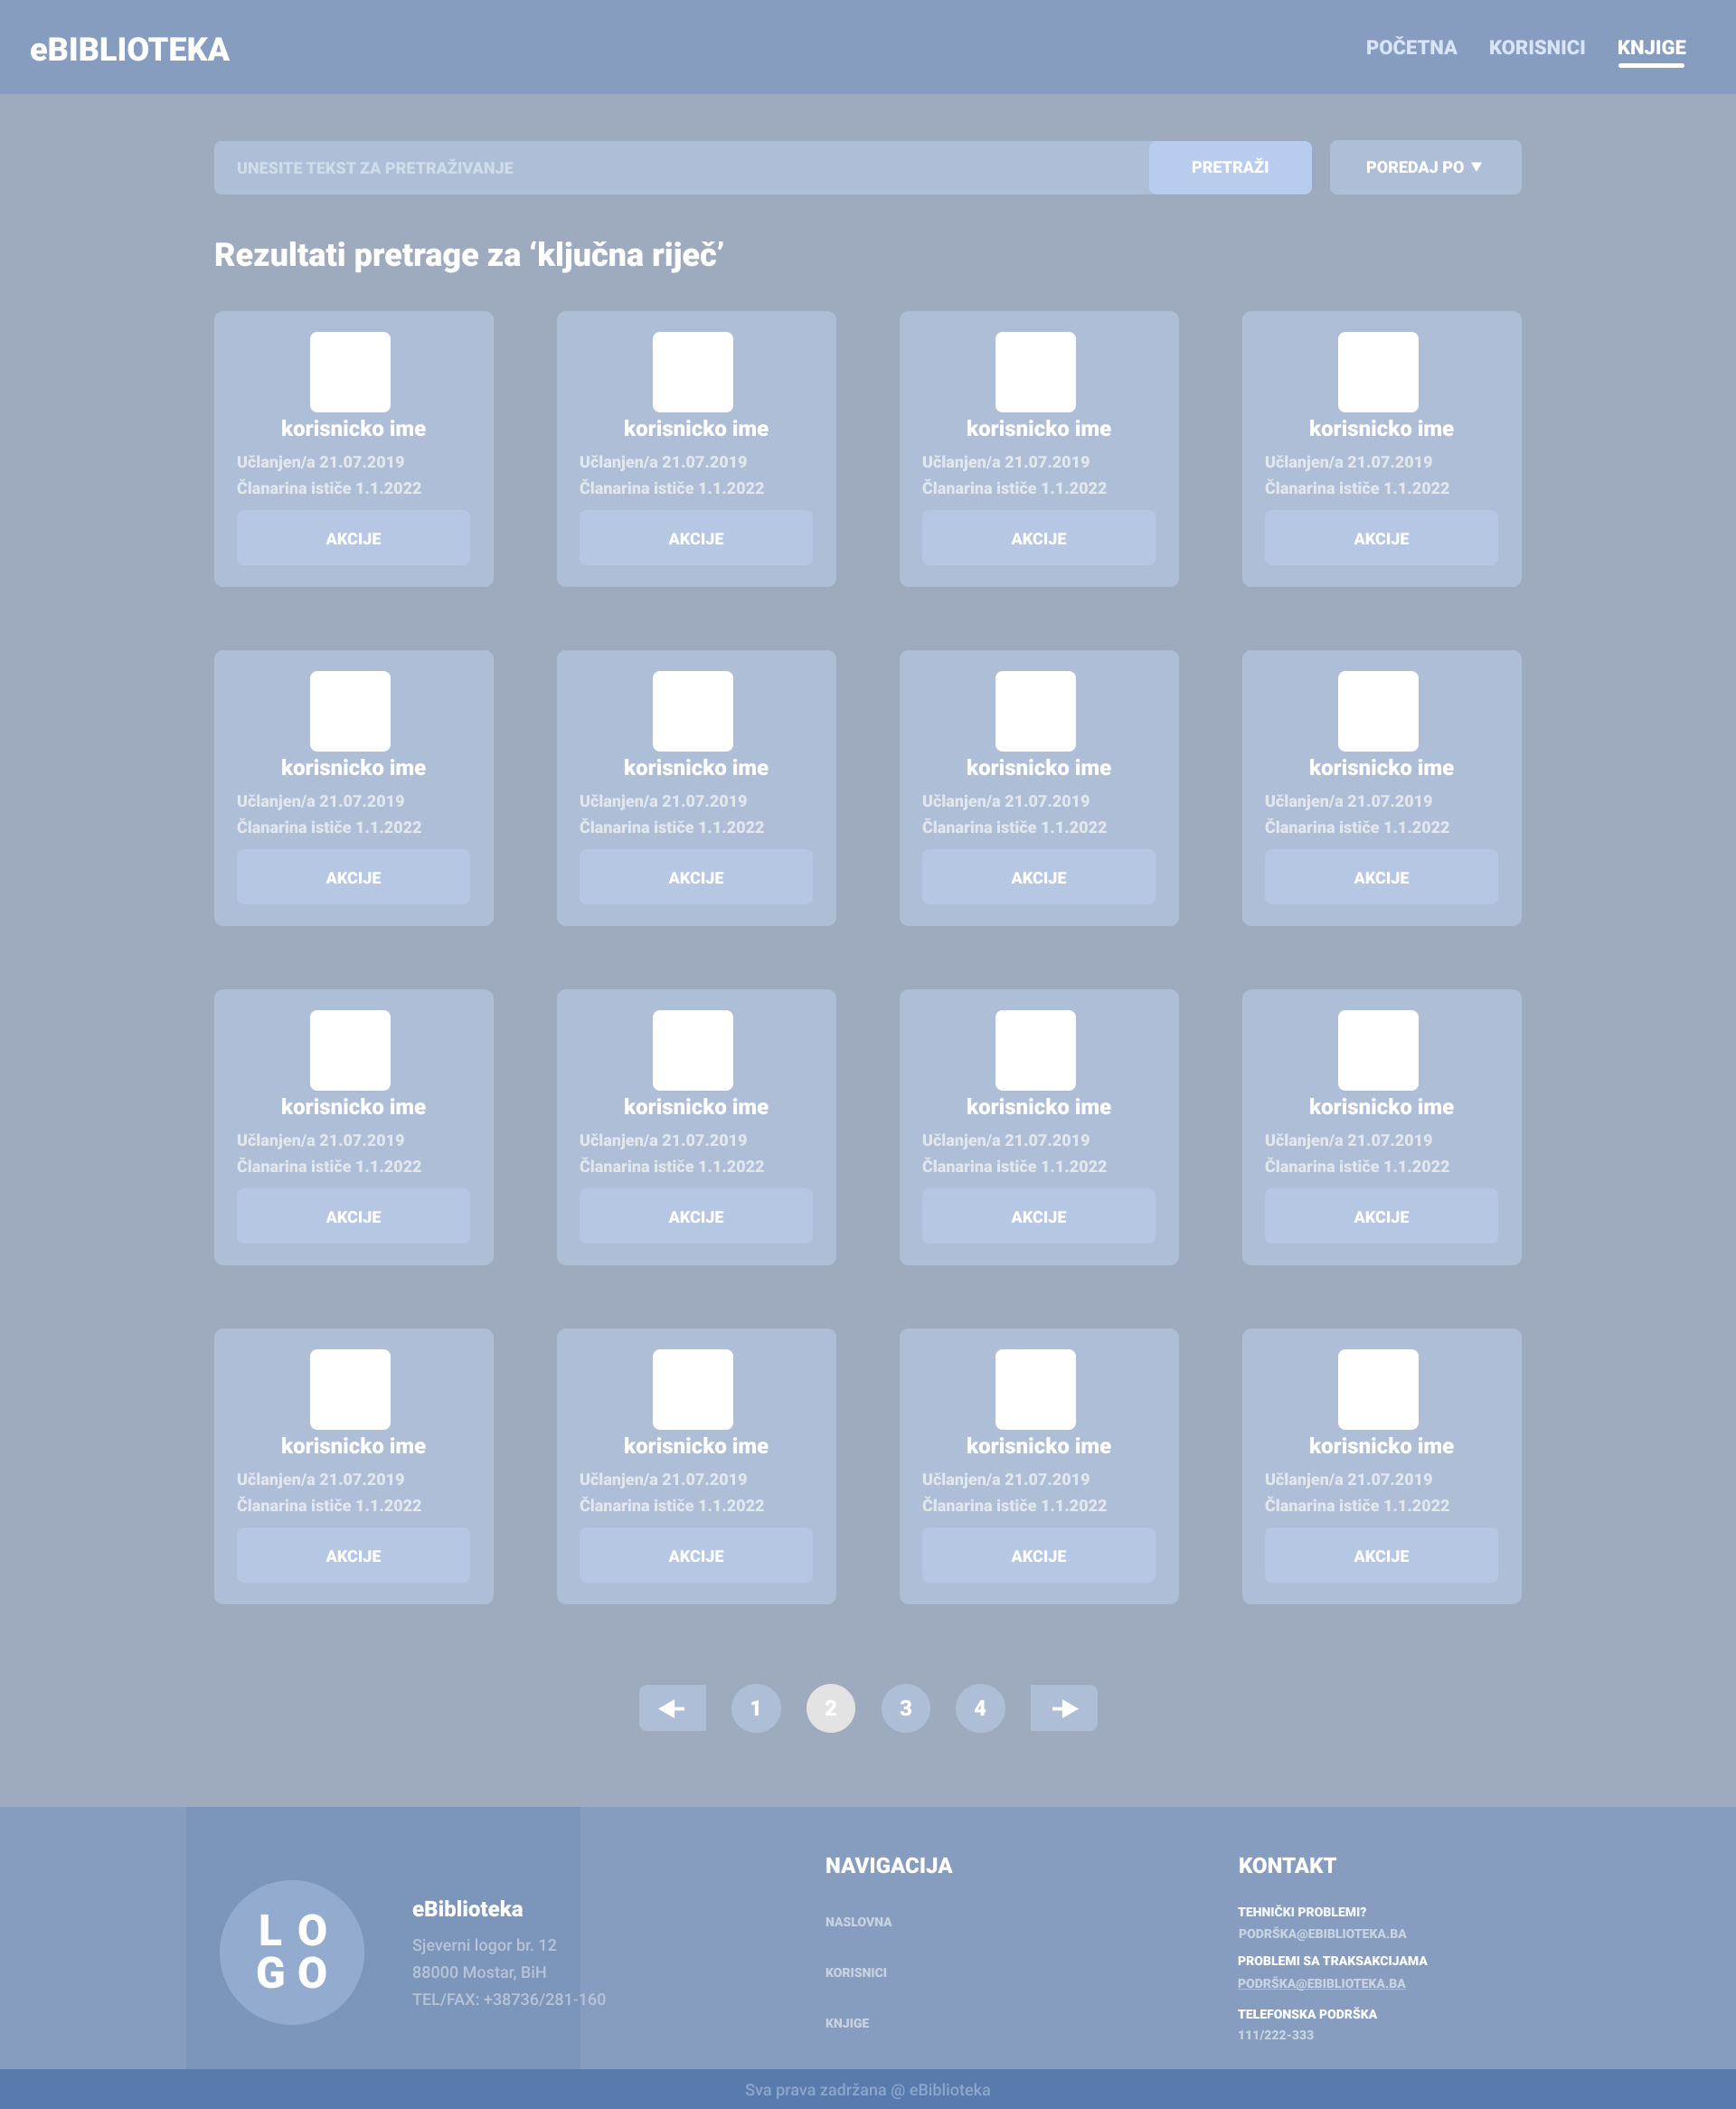 eBIBLIOTEKA
POČETNA KORISNICI KNJIGE
UNESITE TEKST ZA PRETRAŽIVANJE PRETRAŽI POREDAJ PO
Rezultati pretrage za ‘ključna riječ’
korisnicko ime korisnicko ime korisnicko ime korisnicko ime
Učlanjen/a 21.07.2019 Učlanjen/a 21.07.2019 Učlanjen/a 21.07.2019 Učlanjen/a 21.07.2019
Članarina ističe 1.1.2022 Članarina ističe 1.1.2022 Članarina ističe 1.1.2022 Članarina ističe 1.1.2022
AKCIJE AKCIJE AKCIJE AKCIJE
korisnicko ime korisnicko ime korisnicko ime korisnicko ime
Učlanjen/a 21.07.2019 Učlanjen/a 21.07.2019 Učlanjen/a 21.07.2019 Učlanjen/a 21.07.2019
Članarina ističe 1.1.2022 Članarina ističe 1.1.2022 Članarina ističe 1.1.2022 Članarina ističe 1.1.2022
AKCIJE AKCIJE AKCIJE AKCIJE
korisnicko ime korisnicko ime korisnicko ime korisnicko ime
Učlanjen/a 21.07.2019 Učlanjen/a 21.07.2019 Učlanjen/a 21.07.2019 Učlanjen/a 21.07.2019
Članarina ističe 1.1.2022 Članarina ističe 1.1.2022 Članarina ističe 1.1.2022 Članarina ističe 1.1.2022
AKCIJE AKCIJE AKCIJE AKCIJE
korisnicko ime korisnicko ime korisnicko ime korisnicko ime
Učlanjen/a 21.07.2019 Učlanjen/a 21.07.2019 Učlanjen/a 21.07.2019 Učlanjen/a 21.07.2019
Članarina ističe 1.1.2022 Članarina ističe 1.1.2022 Članarina ističe 1.1.2022 Članarina ističe 1.1.2022
AKCIJE AKCIJE AKCIJE AKCIJE
1 2 3 4
L O
G O
eBiblioteka
Sjeverni logor br. 12
88000 Mostar, BiH
TEL/FAX: +38736/281-160
NAVIGACIJA
NASLOVNA
KORISNICI
KNJIGE
KONTAKT
TEHNIČKI PROBLEMI?
PODRŠKA@EBIBLIOTEKA.BA
PROBLEMI SA TRAKSAKCIJAMA
PODRŠKA@EBIBLIOTEKA.BA
TELEFONSKA PODRŠKA
111/222-333
Sva prava zadržana @ eBiblioteka